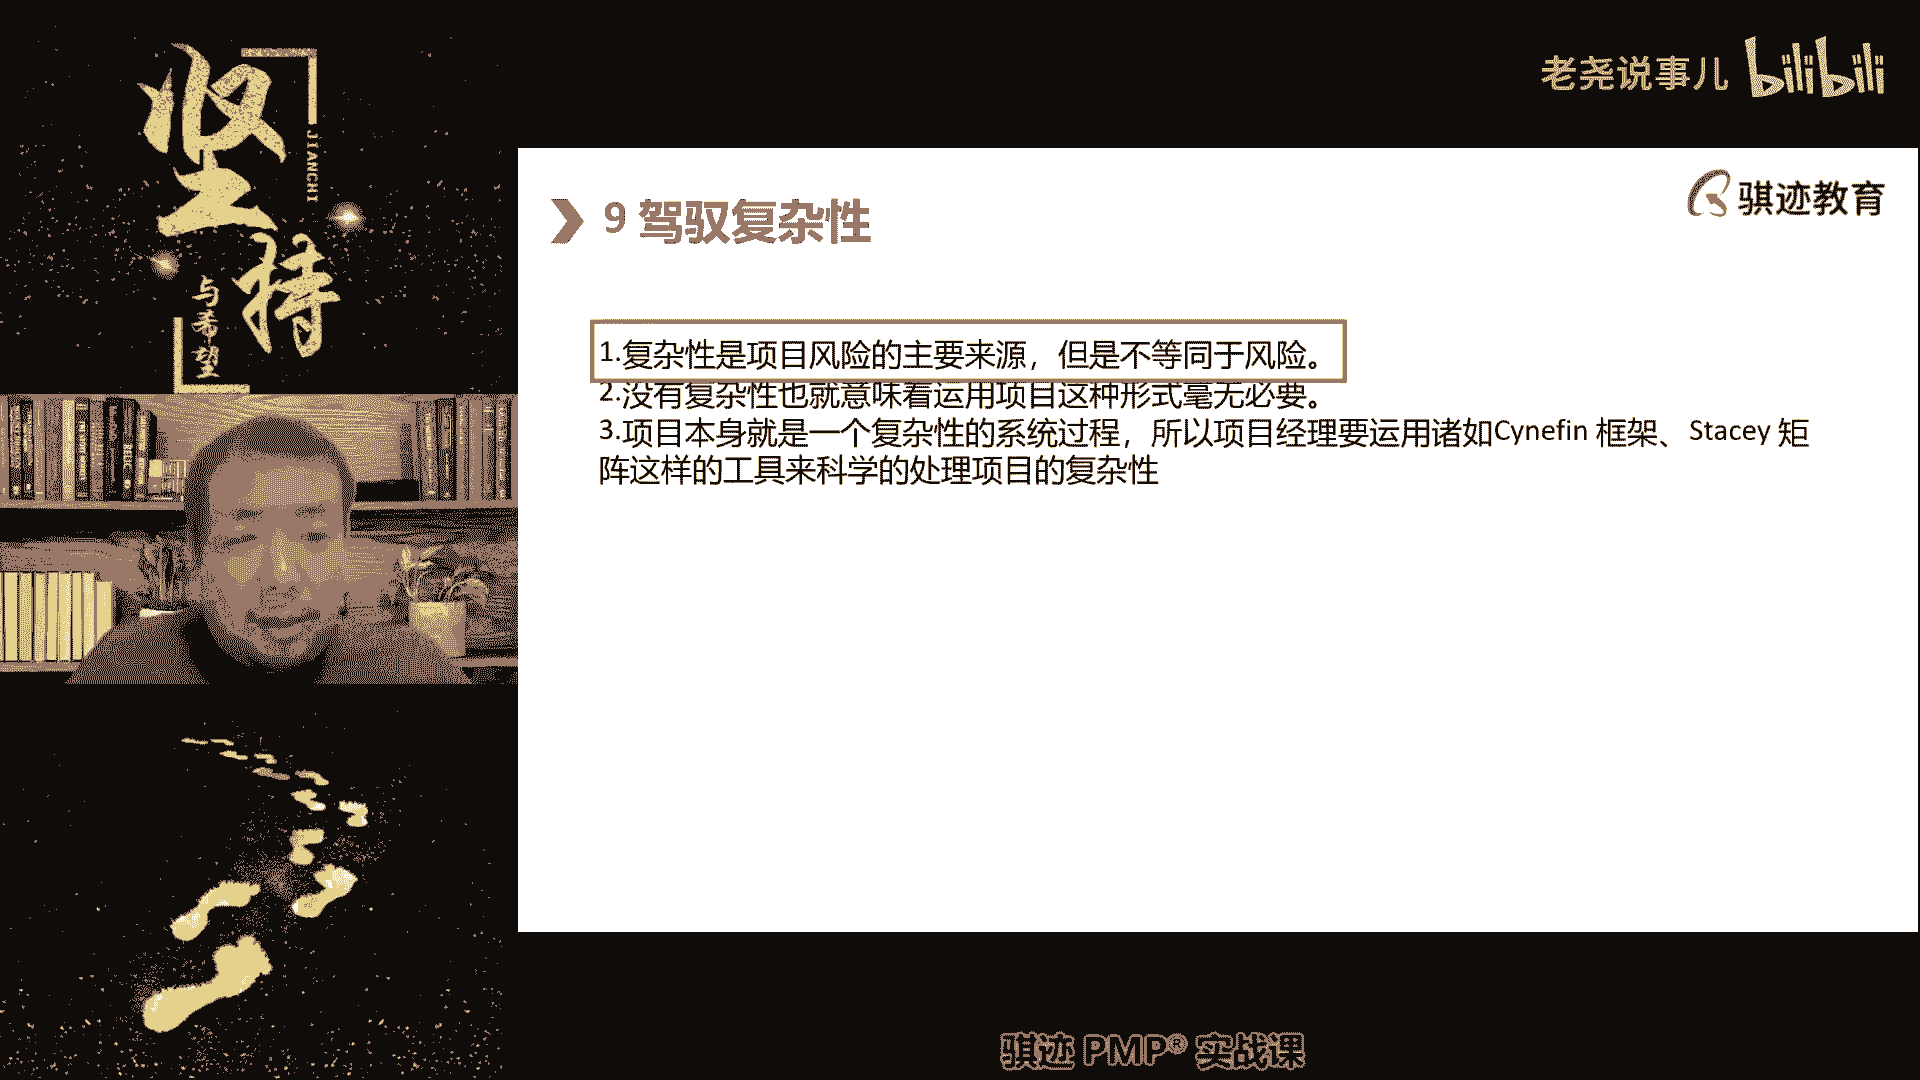 坚持
JIANCHI
与希望
老尧说事儿 bilibili
骐迹教育
9 驾驭复杂性
1.复杂性是项目风险的主要来源，但是不等同于风险。
2.没有复杂性也就意味着运用项目这种形式毫无必要。
3.项目本身就是一个复杂性的系统过程，所以项目经理要运用诸如Cynefin 框架、Stacey 矩
阵这样的工具来科学的处理项目的复杂性
骐迹 PMP® 实战课